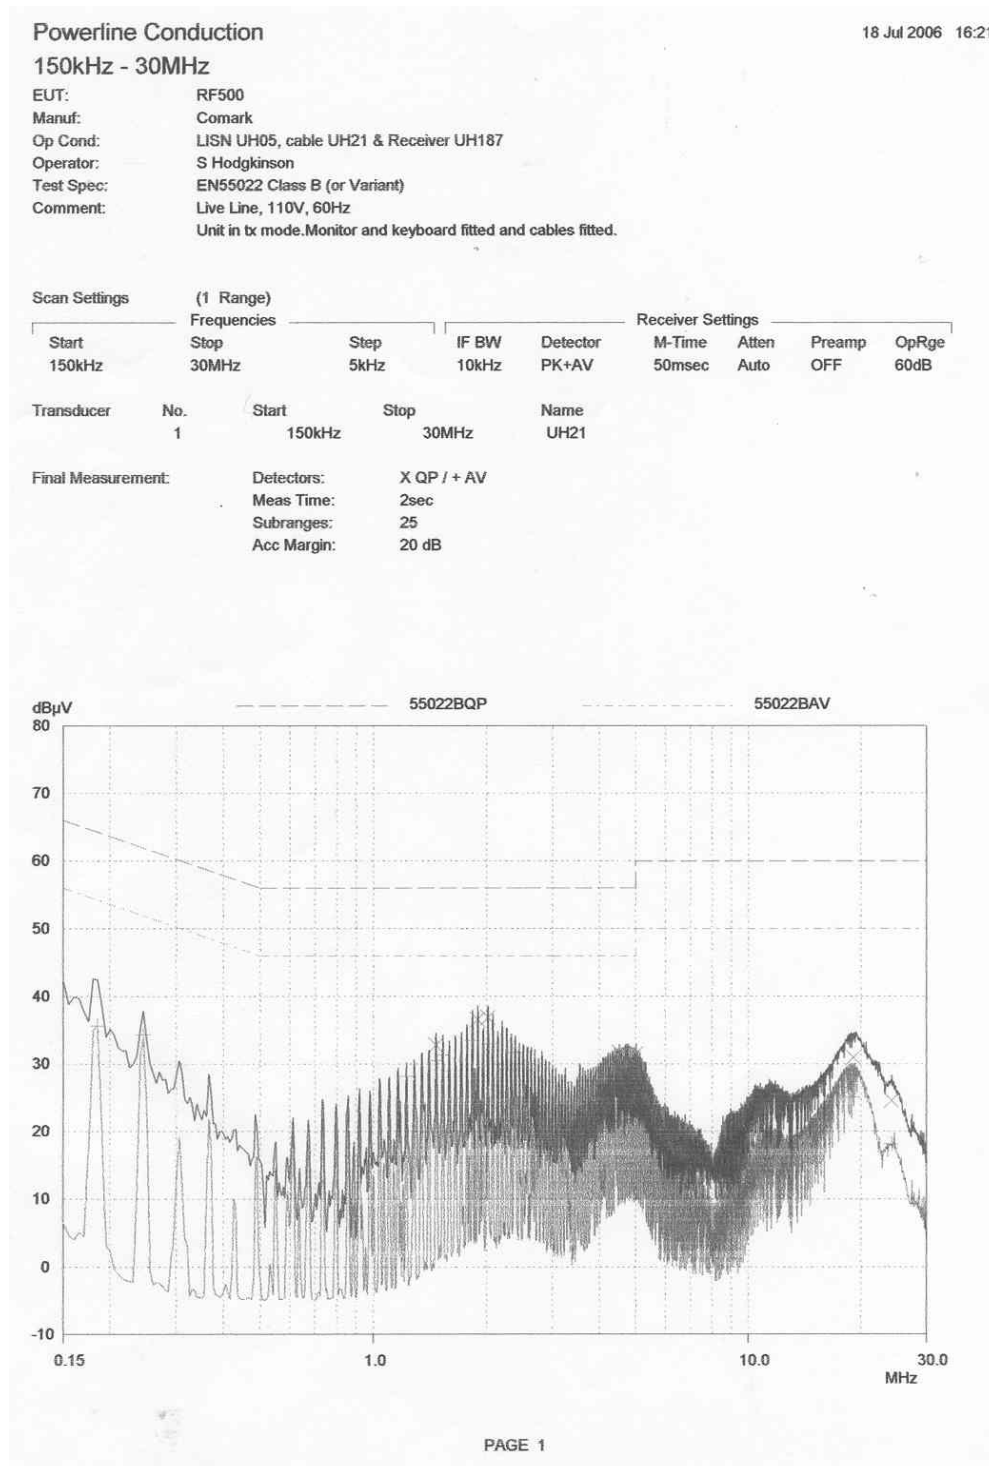 Powerline Conduction
18 Jul 2006 16:21
150kHz - 30MHz
EUT: RF500
Manuf: Comark
Op Cond: LISN UH05, cable UH21 & Receiver UH187
Operator: S Hodgkinson
Test Spec: EN55022 Class B (or Variant)
Comment: Live Line, 110V, 60Hz
Unit in tx mode.Monitor and keyboard fitted and cables fitted.
Scan Settings (1 Range)
Frequencies Receiver Settings
Start Stop Step IF BW Detector M-Time Atten Preamp OpRge
150kHz 30MHz 5kHz 10kHz PK+AV 50msec Auto OFF 60dB
Transducer No. Start Stop Name
1 150kHz 30MHz UH21
Final Measurement: Detectors: X QP / + AV
Meas Time: 2sec
Subranges: 25
Acc Margin: 20 dB
dBµV 55022BQP 55022BAV
80
70
60
50
40
30
20
10
0
-10
0.15 1.0 10.0 30.0
MHz
PAGE 1